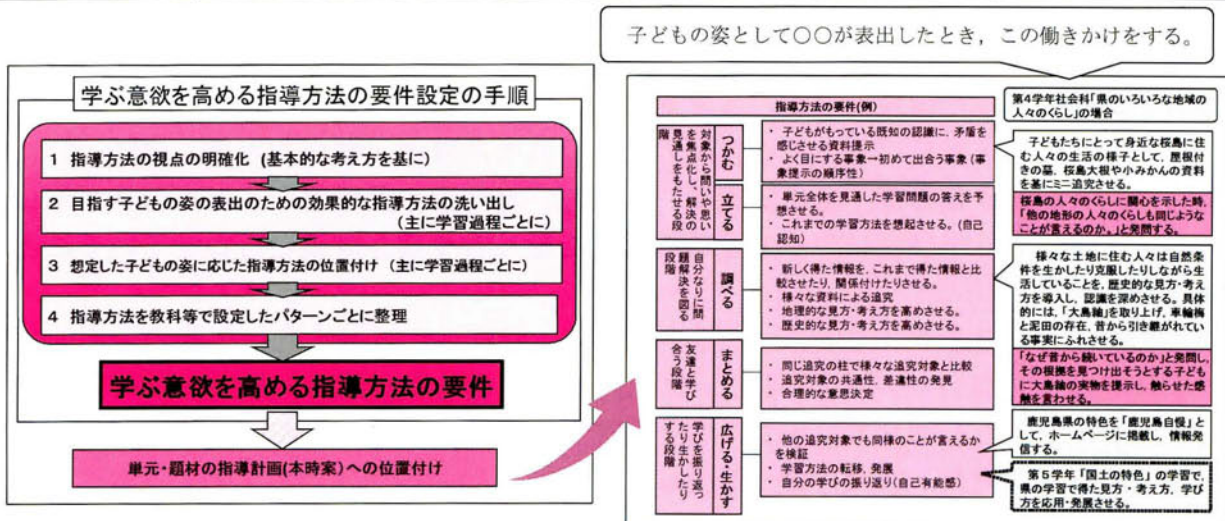 子どもの姿として〇〇が表出したとき，この働きかけをする。
学ぶ意欲を高める指導方法の要件設定の手順
1 指導方法の視点の明確化 (基本的な考え方を基に)
2 目指す子どもの姿の表出のための効果的な指導方法の洗い出し
(主に学習過程ごとに)
3 想定した子どもの姿に応じた指導方法の位置付け (主に学習過程ごとに)
4 指導方法を教科等で設定したパターンごとに整理
学ぶ意欲を高める指導方法の要件
単元・題材の指導計画(本時案)への位置付け
指導方法の要件(例)
第4学年社会科「県のいろいろな地域の
人々のくらし」の場合
対象から問いや思い
を焦点化し、解決の
見通しをもたせる段
階
つかむ
・ 子どもがもっている既知の認識に，矛盾を
感じさせる資料提示
・ よく目にする事象→初めて出合う事象(事
象提示の順序性)
立てる
・ 単元全体を見通した学習問題の答えを予
想させる。
・ これまでの学習方法を想起させる。(自己
認知)
子どもたちにとって身近な桜島に住
む人々の生活の様子として，屋根付
きの墓，桜島大根や小みかんの資料
を基にミニ追究させる。
桜島の人々のくらしに関心を示した時，
「他の地形の人々のくらしも同じような
ことが言えるのか。」と発問する。
自分なりに問
題解決を図る
段階
調べる
・ 新しく得た情報を，これまで得た情報と比
較させたり，関係付けたりさせる。
・ 様々な資料による追究
・ 地理的な見方・考え方を高めさせる。
・ 歴史的な見方・考え方を高めさせる。
様々な土地に住む人々は自然条
件を生かしたり克服したりしながら生
活していることを，歴史的な見方・考え
方を導入し，認識を深めさせる。具体
的には，「大島紬」を取り上げ，車輪梅
と泥田の存在，昔から引き継がれてい
る事実にふれさせる。
「なぜ昔から続いているのか」と発問し，
その根拠を見つけ出そうとする子ども
に大島紬の実物を提示し，触らせた感
触を言わせる。
友達と学び
合う段階
まとめる
・ 同じ追究の柱で様々な追究対象と比較
・ 追究対象の共通性，差違性の発見
・ 合理的な意思決定
学びを振り返っ
たり生かしたり
する段階
広げる・生かす
・ 他の追究対象でも同様のことが言えるか
を検証
・ 学習方法の転移，発展
・ 自分の学びの振り返り(自己有能感)
鹿児島県の特色を「鹿児島自慢」と
して，ホームページに掲載し，情報発
信する。
第5学年「国土の特色」の学習で，
県の学習で得た見方・考え方，学び
方を応用・発展させる。